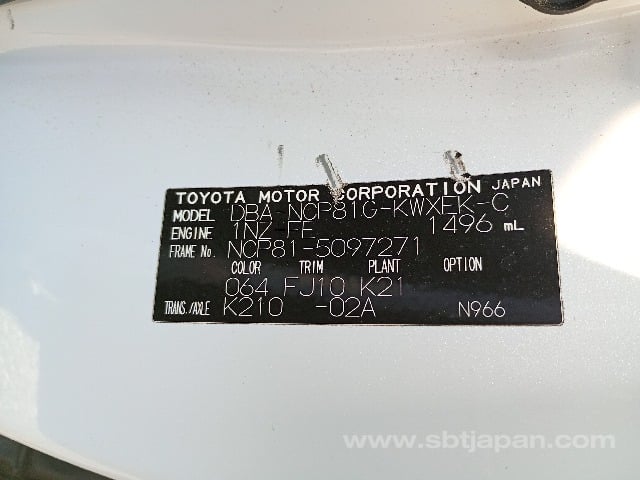 TOYOTA MOTOR CORPORATION JAPAN
MODEL DBA-NCP81G-KWXEK-C
ENGINE 1NZ-FE 1496 mL
FRAME No. NCP81-5097271
COLOR TRIM PLANT OPTION
064 FJ10 K21
TRANS./AXLE K210 -02A N966
www.sbtjapan.com